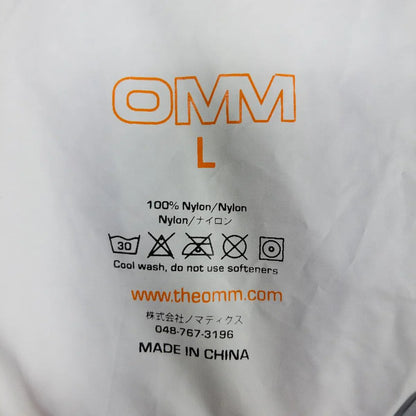 OMM
L
100% Nylon/Nylon
Nylon/ナイロン
30
Cool wash, do not use softeners
www.theomm.com
株式会社ノマディクス
048-767-3196
MADE IN CHINA